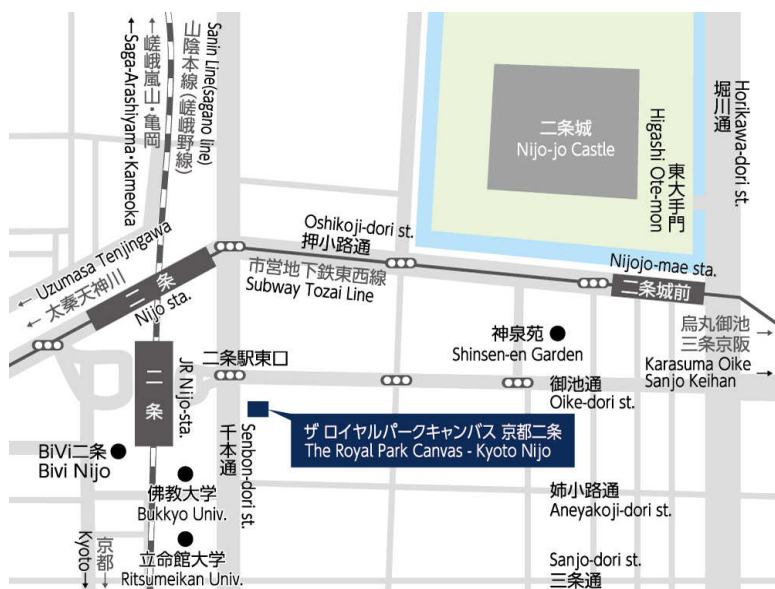 ←嵯峨嵐山・亀岡
←Saga-Arashiyama・Kameoka
山陰本線(嵯峨野線)
Sanin Line(sagano line)
二条城
Nijo-jo Castle
東大手門
Higashi Ote-mon
堀川通
Horikawa-dori st.
Oshikoji-dori st.
押小路通
市営地下鉄東西線
Subway Tozai Line
Nijojo-mae sta.
二条城前
← Uzumasa Tenjingawa
← 太秦天神川
二条
Nijo sta.
烏丸御池
三条京阪
→
Karasuma Oike
Sanjo Keihan
→
神泉苑
Shinsen-en Garden
二条
JR Nijo-sta.
二条駅東口
御池通
Oike-dori st.
ザ ロイヤルパークキャンバス 京都二条
The Royal Park Canvas - Kyoto Nijo
千本通
Senbon-dori st.
BiVi二条
Bivi Nijo
佛教大学
Bukkyo Univ.
姉小路通
Aneyakoji-dori st.
立命館大学
Ritsumeikan Univ.
Kyoto→
京都→
Sanjo-dori st.
三条通